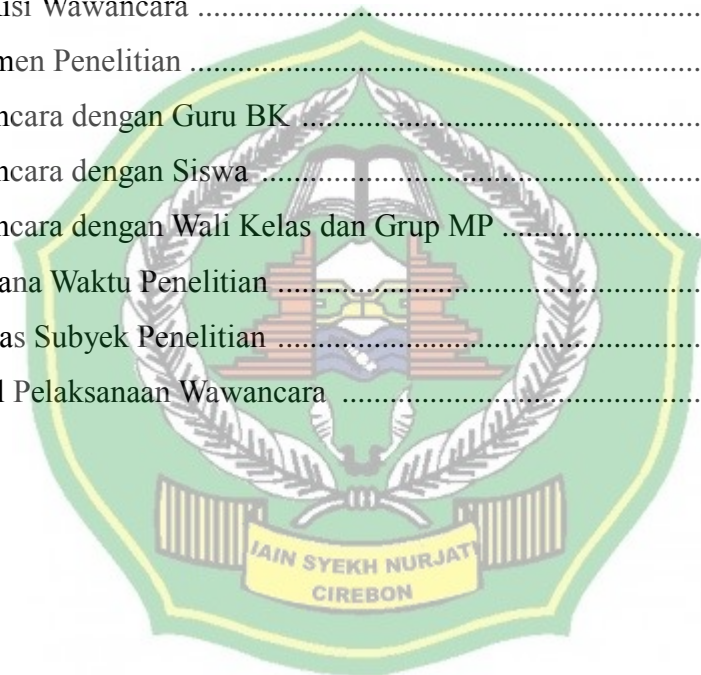 isi Wawancara ..........................................................................
men Penelitian ..........................................................................
ncara dengan Guru BK ..........................................................
ncara dengan Siswa ................................................................
ncara dengan Wali Kelas dan Grup MP ..............................
ana Waktu Penelitian ..............................................................
as Subyek Penelitian ..............................................................
l Pelaksanaan Wawancara ......................................................
IAIN SYEKH NURJATI
CIREBON